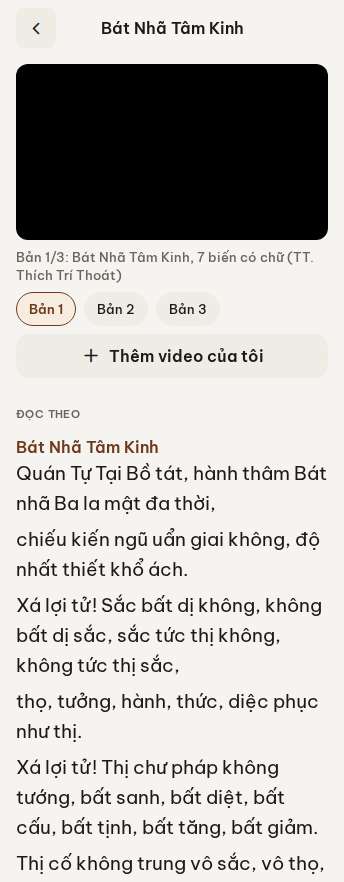 Bát Nhã Tâm Kinh
Bản 1/3: Bát Nhã Tâm Kinh, 7 biến có chữ (TT.
Thích Trí Thoát)
Bản 1
Bản 2
Bản 3
+ Thêm video của tôi
ĐỌC THEO
Bát Nhã Tâm Kinh
Quán Tự Tại Bồ tát, hành thâm Bát
nhã Ba la mật đa thời,
chiếu kiến ngũ uẩn giai không, độ
nhất thiết khổ ách.
Xá lợi tử! Sắc bất dị không, không
bất dị sắc, sắc tức thị không,
không tức thị sắc,
thọ, tưởng, hành, thức, diệc phục
như thị.
Xá lợi tử! Thị chư pháp không
tướng, bất sanh, bất diệt, bất
cấu, bất tịnh, bất tăng, bất giảm.
Thị cố không trung vô sắc, vô thọ,